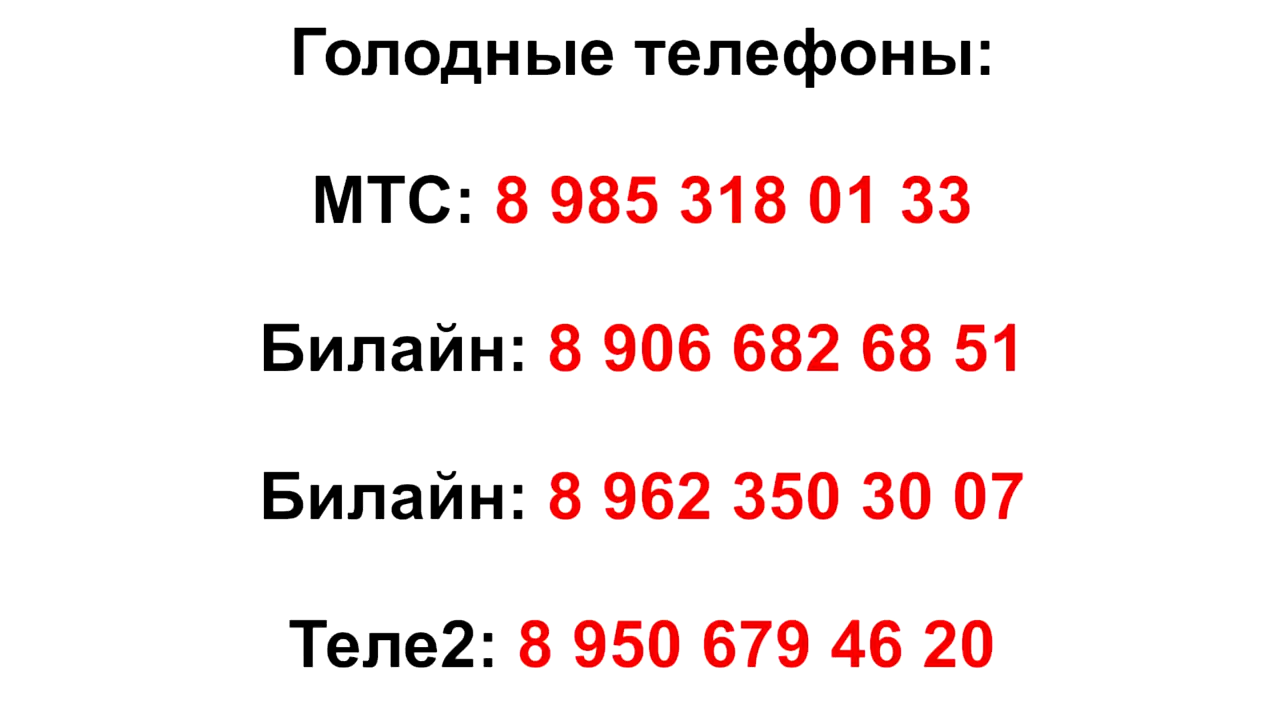 Голодные телефоны:
МТС: 8 985 318 01 33
Билайн: 8 906 682 68 51
Билайн: 8 962 350 30 07
Теле2: 8 950 679 46 20